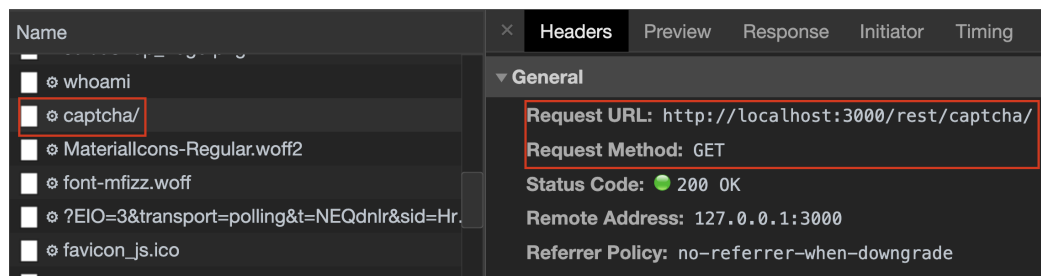 Name
whoami
captcha/
MaterialIcons-Regular.woff2
font-mfizz.woff
?EIO=3&transport=polling&t=NEQdnIr&sid=Hr.
favicon_js.ico
× Headers Preview Response Initiator Timing
General
Request URL: http://localhost:3000/rest/captcha/
Request Method: GET
Status Code: 200 OK
Remote Address: 127.0.0.1:3000
Referrer Policy: no-referrer-when-downgrade